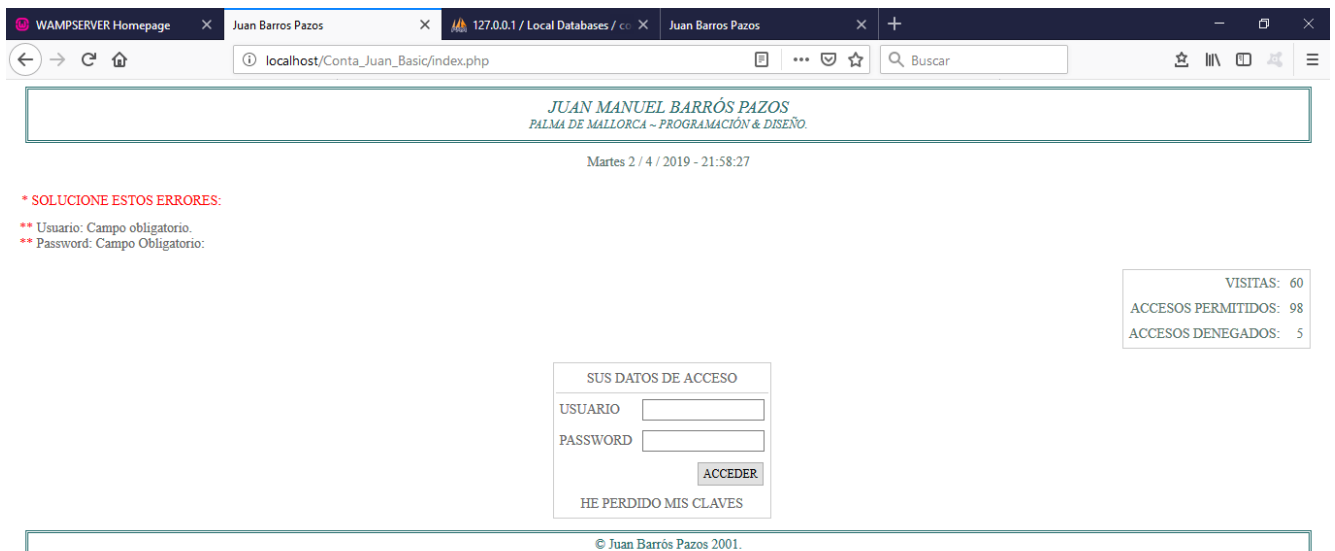 WAMPSERVER Homepage
Juan Barros Pazos
127.0.0.1 / Local Databases / co
Juan Barros Pazos
localhost/Conta_Juan_Basic/index.php
Buscar
JUAN MANUEL BARRÓS PAZOS
PALMA DE MALLORCA ~ PROGRAMACIÓN & DISEÑO.
Martes 2 / 4 / 2019 - 21:58:27
* SOLUCIONE ESTOS ERRORES:
** Usuario: Campo obligatorio.
** Password: Campo Obligatorio:
VISITAS: 60
ACCESOS PERMITIDOS: 98
ACCESOS DENEGADOS: 5
SUS DATOS DE ACCESO
USUARIO
PASSWORD
ACCEDER
HE PERDIDO MIS CLAVES
© Juan Barrós Pazos 2001.